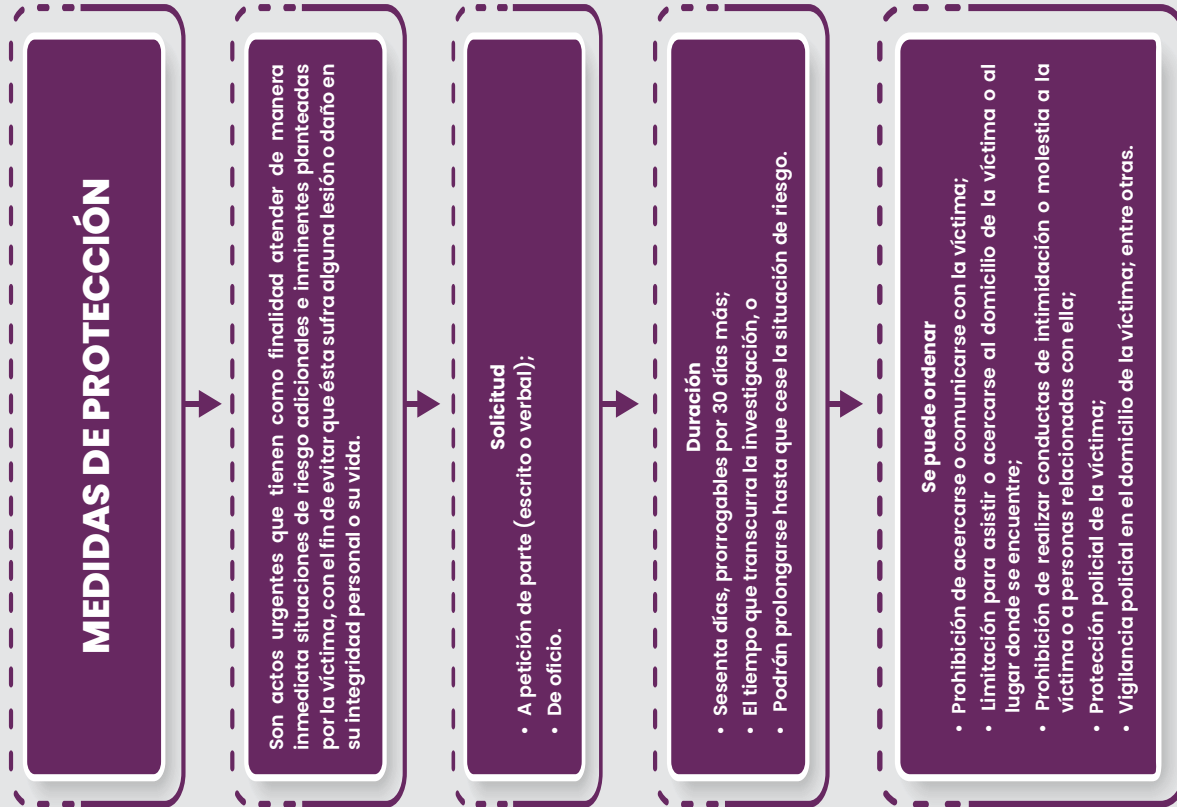 MEDIDAS DE PROTECCIÓN
Son actos urgentes que tienen como finalidad atender de manera
inmediata situaciones de riesgo adicionales e inminentes planteadas
por la víctima, con el fin de evitar que ésta sufra alguna lesión o daño en
su integridad personal o su vida.
Solicitud
• A petición de parte (escrito o verbal);
• De oficio.
Duración
• Sesenta días, prorrogables por 30 días más;
• El tiempo que transcurra la investigación, o
• Podrán prolongarse hasta que cese la situación de riesgo.
Se puede ordenar
• Prohibición de acercarse o comunicarse con la víctima;
• Limitación para asistir o acercarse al domicilio de la víctima o al
lugar donde se encuentre;
• Prohibición de realizar conductas de intimidación o molestia a la
víctima o a personas relacionadas con ella;
• Protección policial de la víctima;
• Vigilancia policial en el domicilio de la víctima; entre otras.